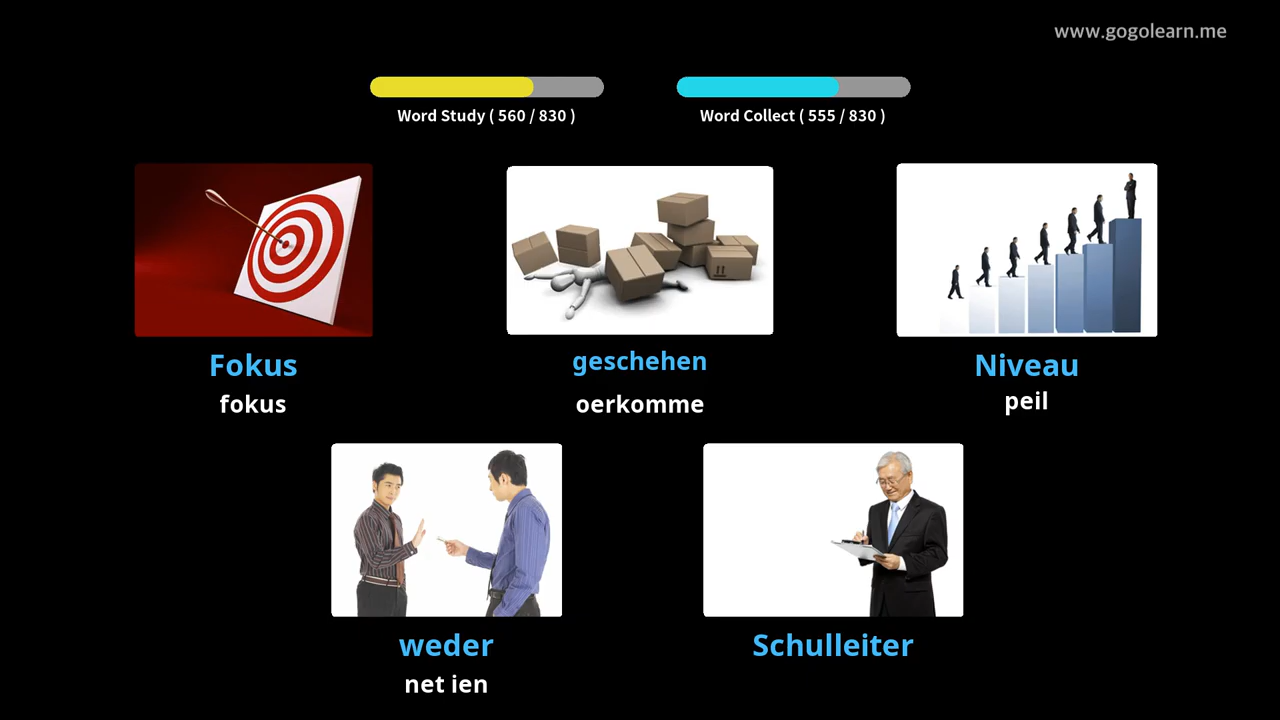 www.gogolearn.me
Word Study ( 560 / 830 )
Word Collect ( 555 / 830 )
Fokus
fokus
geschehen
oerkomme
Niveau
peil
weder
net ien
Schulleiter